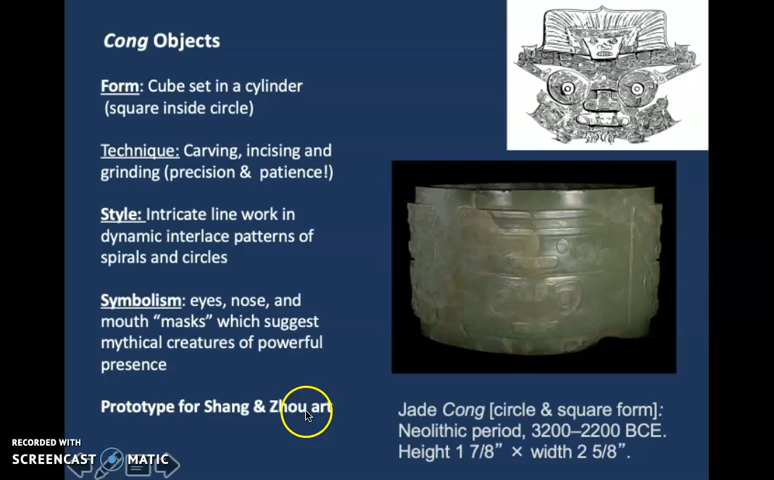 Cong Objects
Form: Cube set in a cylinder
(square inside circle)
Technique: Carving, incising and
grinding (precision & patience!)
Style: Intricate line work in
dynamic interlace patterns of
spirals and circles
Symbolism: eyes, nose, and
mouth “masks” which suggest
mythical creatures of powerful
presence
Prototype for Shang & Zhou art
Jade Cong [circle & square form]:
Neolithic period, 3200–2200 BCE.
Height 1 7/8” × width 2 5/8”.
RECORDED WITH
SCREENCAST MATIC